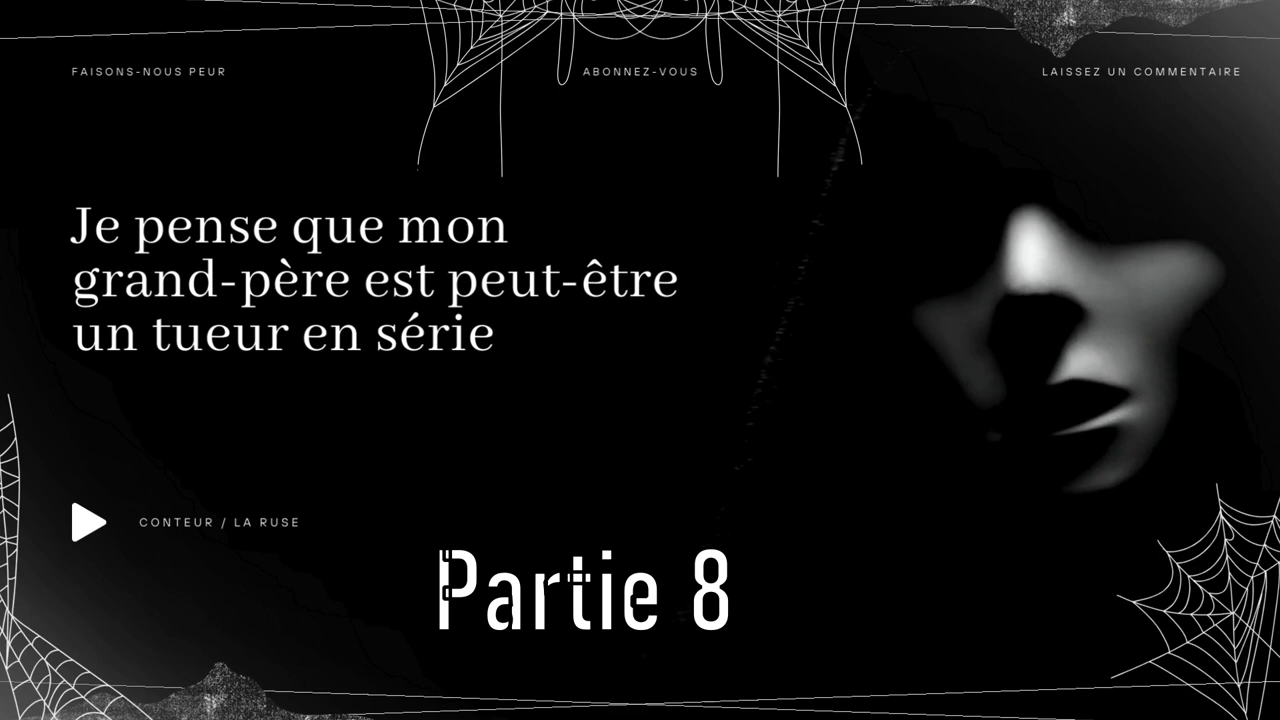 FAISONS-NOUS PEUR
ABONNEZ-VOUS
LAISSEZ UN COMMENTAIRE
Je pense que mon
grand-père est peut-être
un tueur en série
CONTEUR / LA RUSE
Partie 8